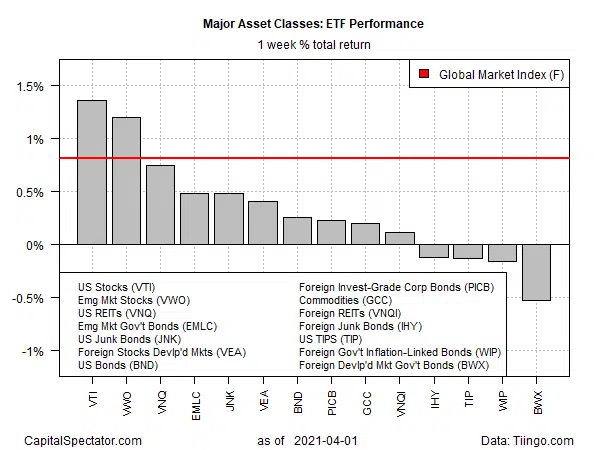 Major Asset Classes: ETF Performance
1 week % total return
Global Market Index (F)
1.5%
1%
0.5%
0%
-0.5%
-1%
US Stocks (VTI)
Emg Mkt Stocks (VWO)
US REITs (VNQ)
Emg Mkt Gov't Bonds (EMLC)
US Junk Bonds (JNK)
Foreign Stocks Devlp'd Mkts (VEA)
US Bonds (BND)
Foreign Invest-Grade Corp Bonds (PICB)
Commodities (GCC)
Foreign REITs (VNQI)
Foreign Junk Bonds (IHY)
US TIPS (TIP)
Foreign Gov't Inflation-Linked Bonds (WIP)
Foreign Devlp'd Mkt Gov't Bonds (BWX)
VTI
VWO
VNQ
EMLC
JNK
VEA
BND
PICB
GCC
VNQI
IHY
TIP
WIP
BWX
CapitalSpectator.com
as of 2021-04-01
Data: Tiingo.com